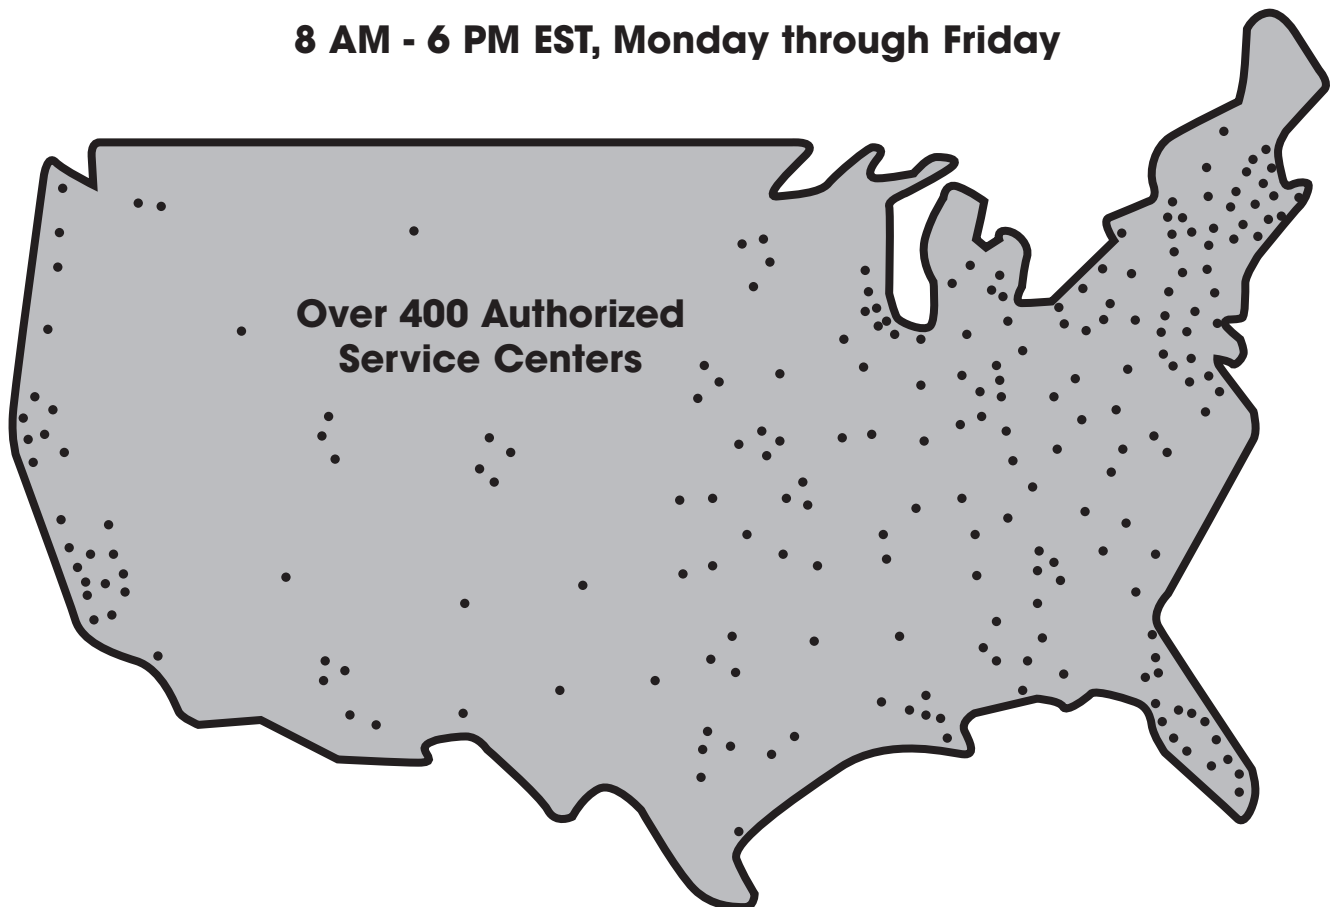 8 AM - 6 PM EST, Monday through Friday
Over 400 Authorized
Service Centers